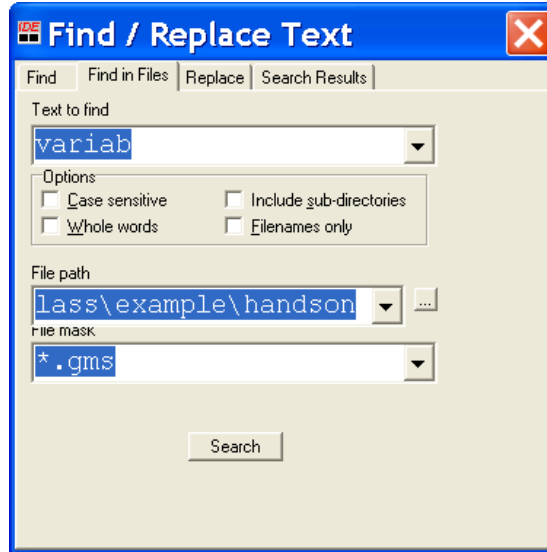 IDE
Find / Replace Text
Find Find in Files Replace Search Results
Text to find
variab
Options
Case sensitive Include sub-directories
Whole words Filenames only
File path
lass\example\handson ...
File mask
*.gms
Search